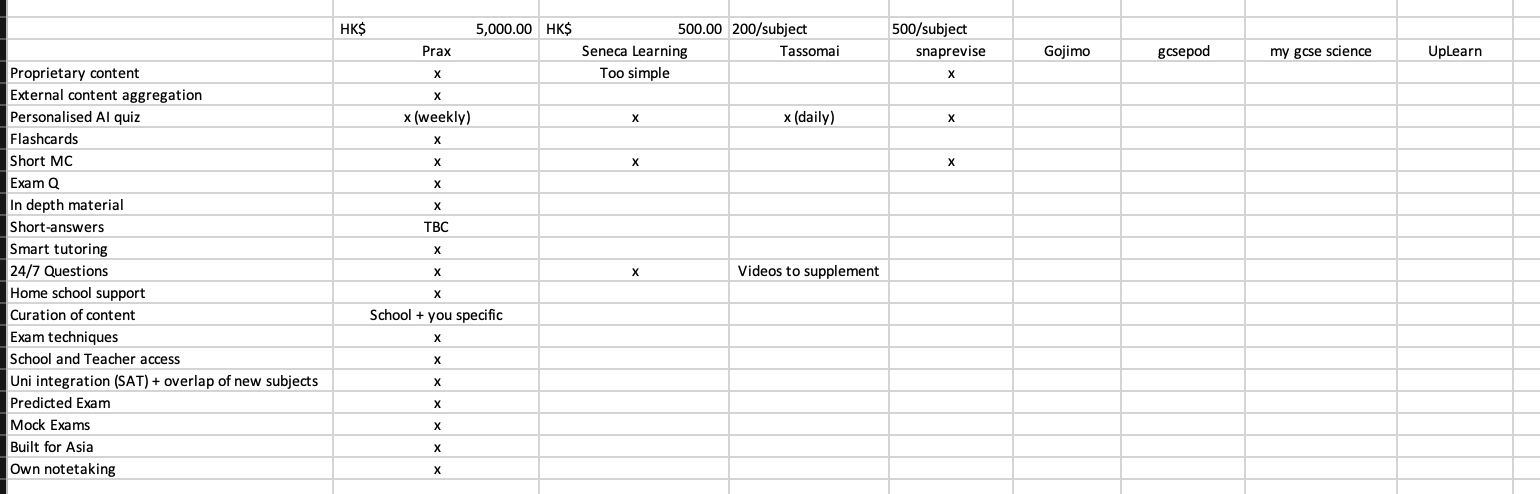 HK$ 5,000.00 HK$ 500.00 200/subject 500/subject
Prax Seneca Learning Tassomai snaprevise Gojimo gcsepod my gcse science UpLearn
Proprietary content x Too simple x
External content aggregation x
Personalised AI quiz x (weekly) x x (daily) x
Flashcards x
Short MC x x x
Exam Q x
In depth material x
Short-answers TBC
Smart tutoring x
24/7 Questions x x Videos to supplement
Home school support x
Curation of content School + you specific
Exam techniques x
School and Teacher access x
Uni integration (SAT) + overlap of new subjects x
Predicted Exam x
Mock Exams x
Built for Asia x
Own notetaking x